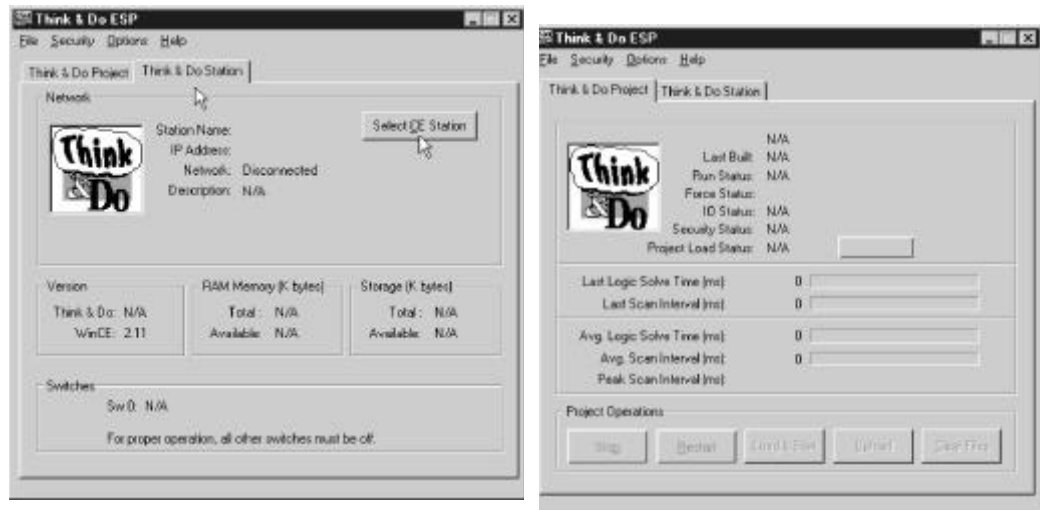 Think & Do ESP
File Security Options Help
Think & Do Project Think & Do Station
Network
Select CE Station
Think
Do
Station Name:
IP Address:
Network: Disconnected
Description: N/A
Version
Think & Do: N/A
WinCE: 2.11
RAM Memory (K bytes)
Total: N/A
Available: N/A
Storage (K bytes)
Total: N/A
Available: N/A
Switches
Sw 0: N/A
For proper operation, all other switches must be off.
Think & Do ESP
File Security Options Help
Think & Do Project Think & Do Station
Think
Do
N/A
Last Built: N/A
Run Status: N/A
Force Status:
IO Status: N/A
Security Status: N/A
Project Load Status: N/A
Last Logic Solve Time (ms): 0
Last Scan Interval (ms): 0
Avg. Logic Solve Time (ms): 0
Avg. Scan Interval (ms): 0
Peak Scan Interval (ms):
Project Operations
Stop Restart Load & Start Upload Clear Files